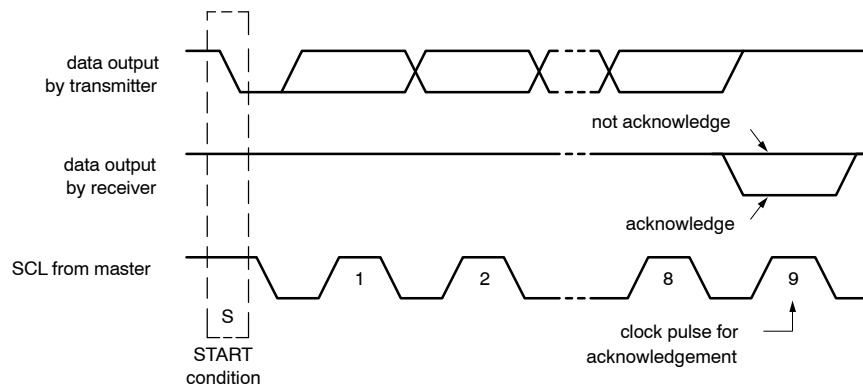 data output
by transmitter
not acknowledge
data output
by receiver
acknowledge
SCL from master
1
2
8
9
S
START
condition
clock pulse for
acknowledgement